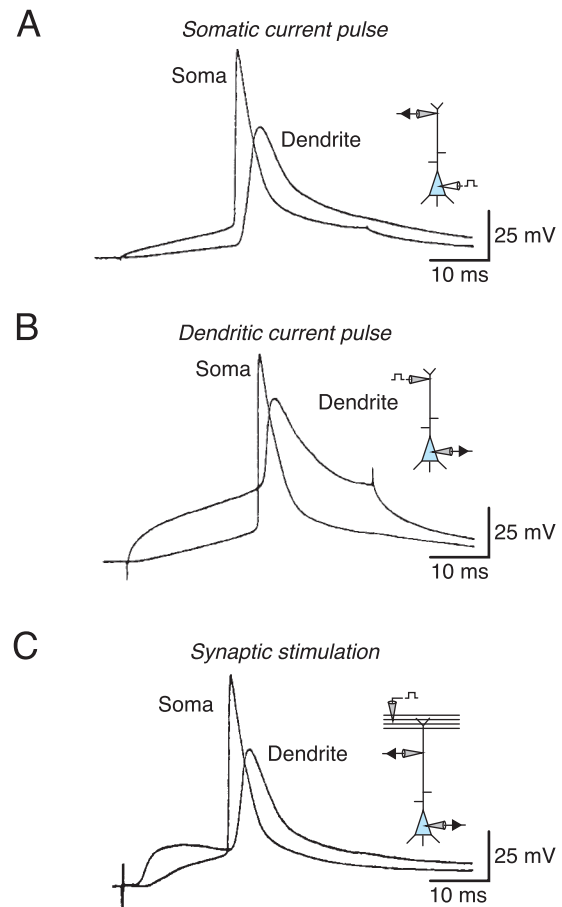 A
Somatic current pulse
Soma
Dendrite
25 mV
10 ms
B
Dendritic current pulse
Soma
Dendrite
25 mV
10 ms
C
Synaptic stimulation
Soma
Dendrite
25 mV
10 ms